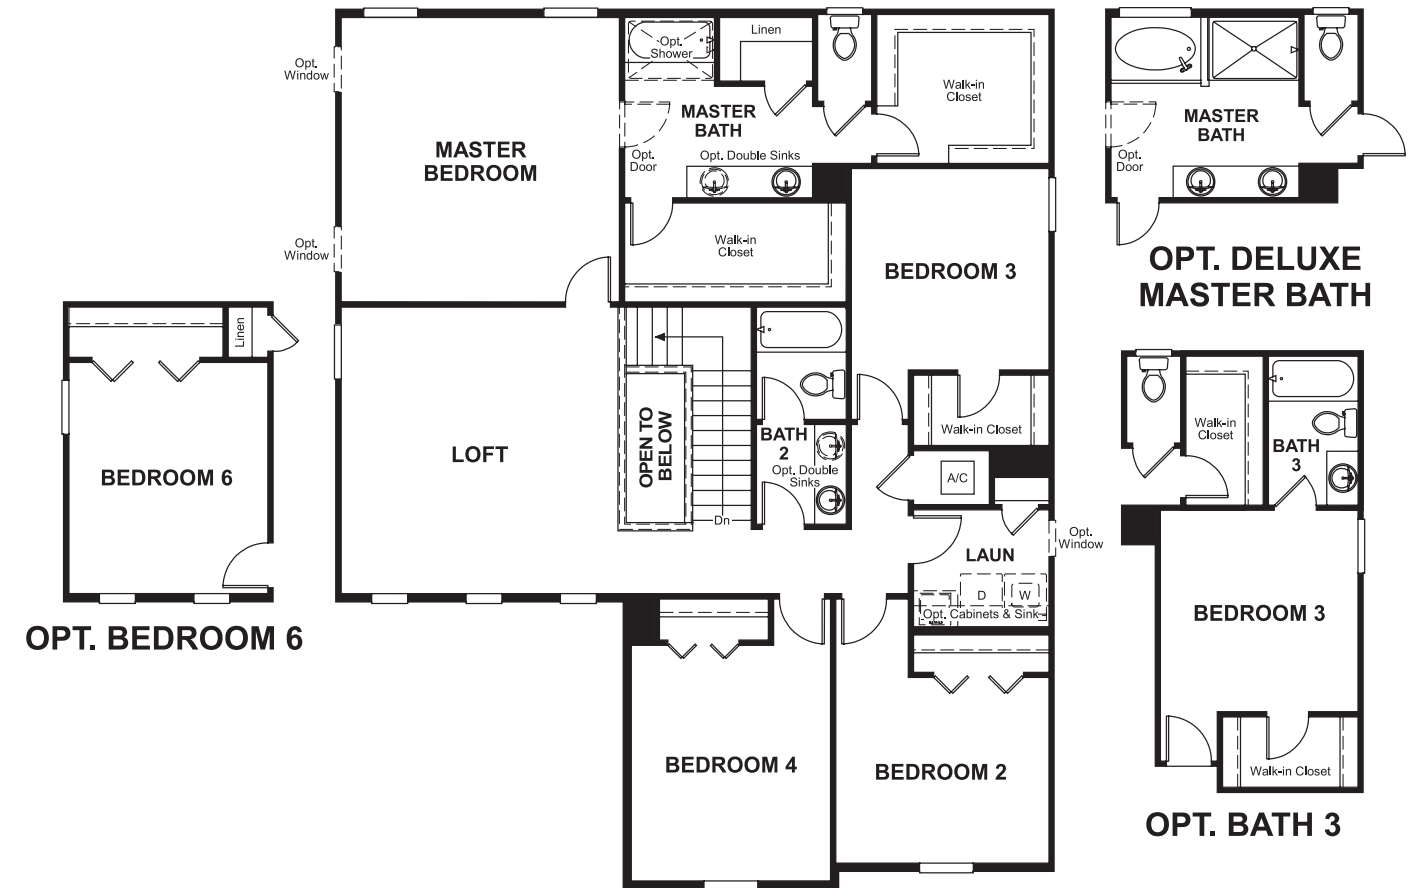 Opt.
Window
Opt.
Window
MASTER
BEDROOM
Opt.
Shower
Linen
MASTER
BATH
Opt.
Door
Opt. Double Sinks
Walk-in
Closet
Walk-in
Closet
BEDROOM 3
Walk-in Closet
LOFT
OPEN TO
BELOW
Dn
BATH
2
Opt. Double
Sinks
A/C
LAUN
Opt.
Window
D
W
Opt. Cabinets & Sink
BEDROOM 4
BEDROOM 2
Linen
BEDROOM 6
OPT. BEDROOM 6
MASTER
BATH
Opt.
Door
OPT. DELUXE
MASTER BATH
Walk-in
Closet
BATH
3
BEDROOM 3
Walk-in Closet
OPT. BATH 3